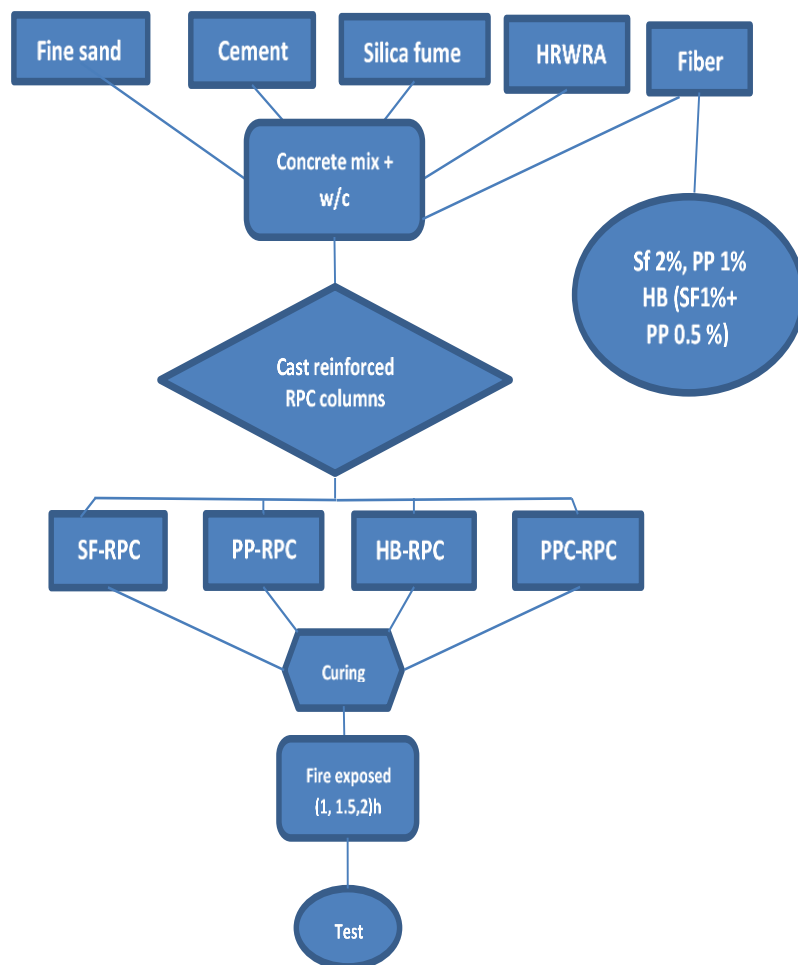 Fine sand
Cement
Silica fume
HRWRA
Fiber
Concrete mix +
w/c
Sf 2%, PP 1%
HB (SF1%+
PP 0.5 %)
Cast reinforced
RPC columns
SF-RPC
PP-RPC
HB-RPC
PPC-RPC
Curing
Fire exposed
(1, 1.5,2)h
Test